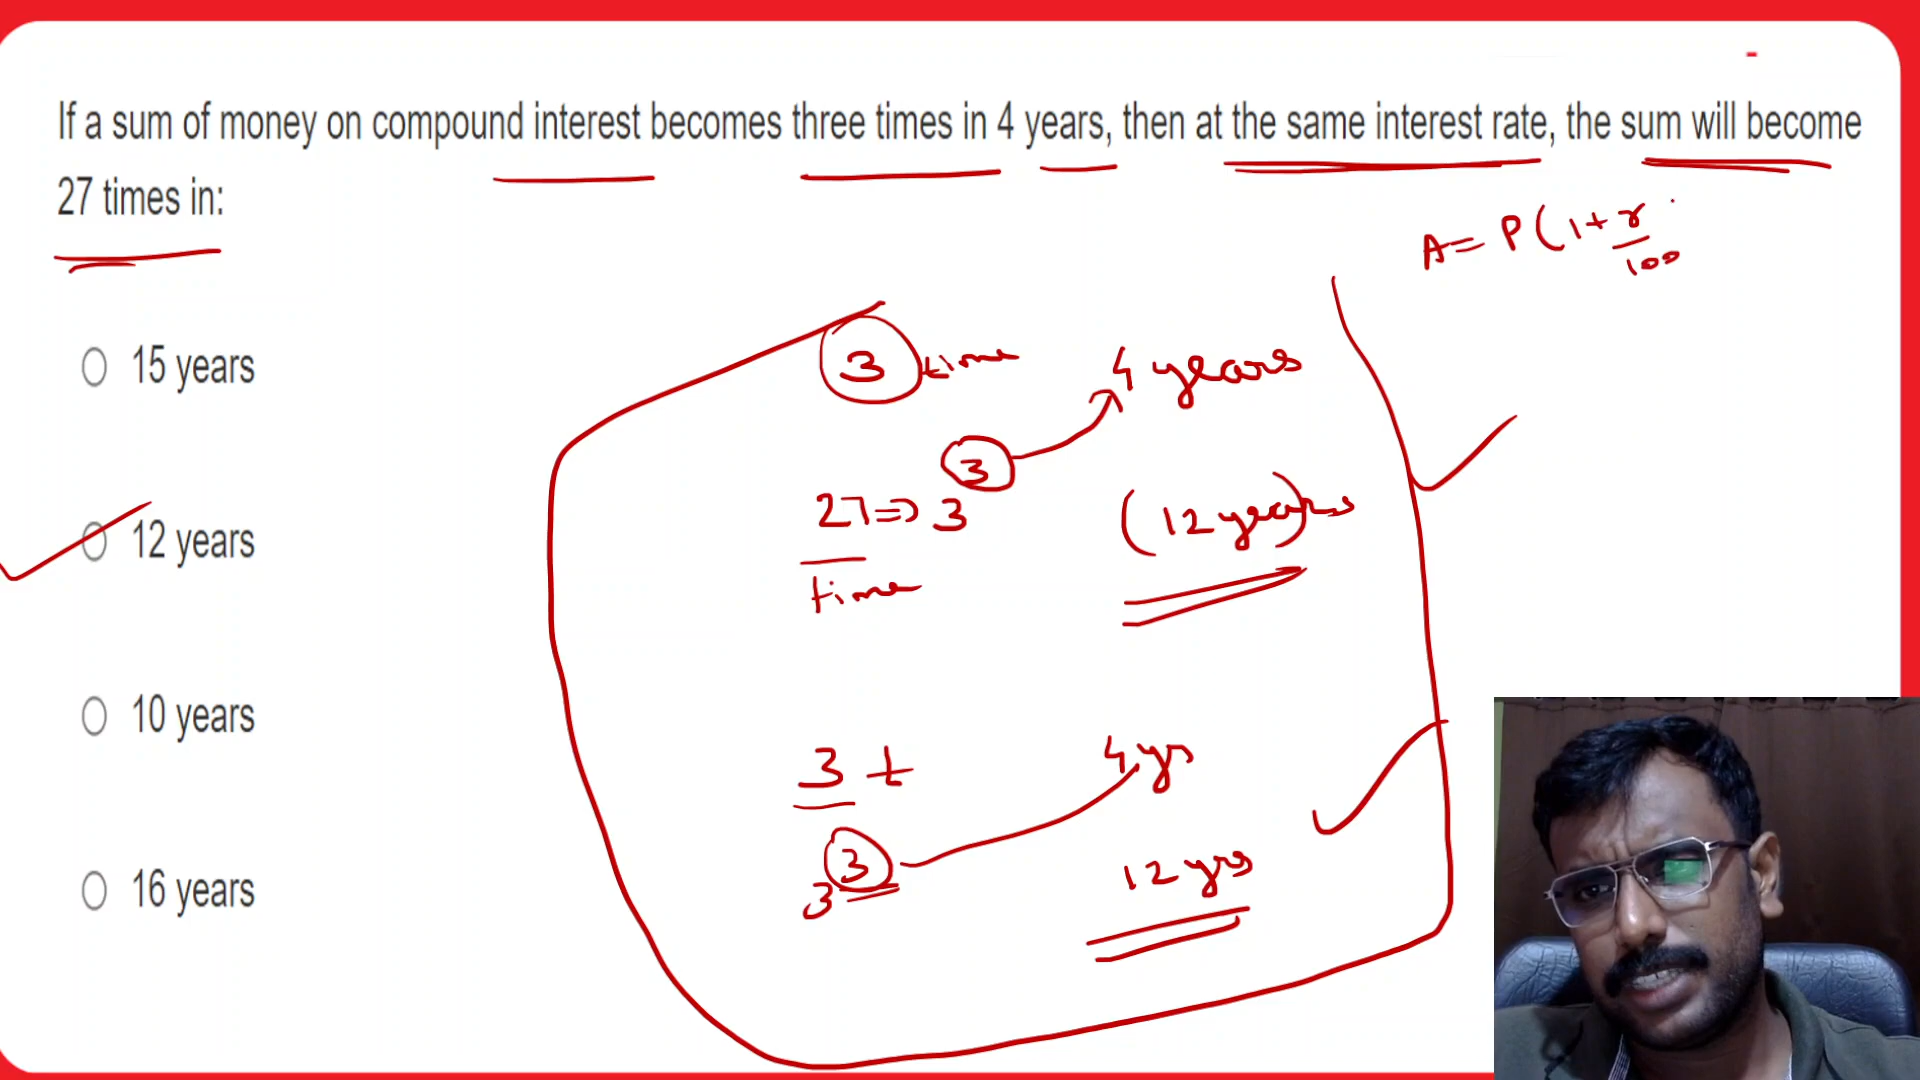 If a sum of money on compound interest becomes three times in 4 years, then at the same interest rate, the sum will become
27 times in:
A = P(1+r/100
15 years
3 time 4 years
3
27 => 3 (12 years)
time
12 years
10 years
3 t 4 yrs
3
3 12 yrs
16 years